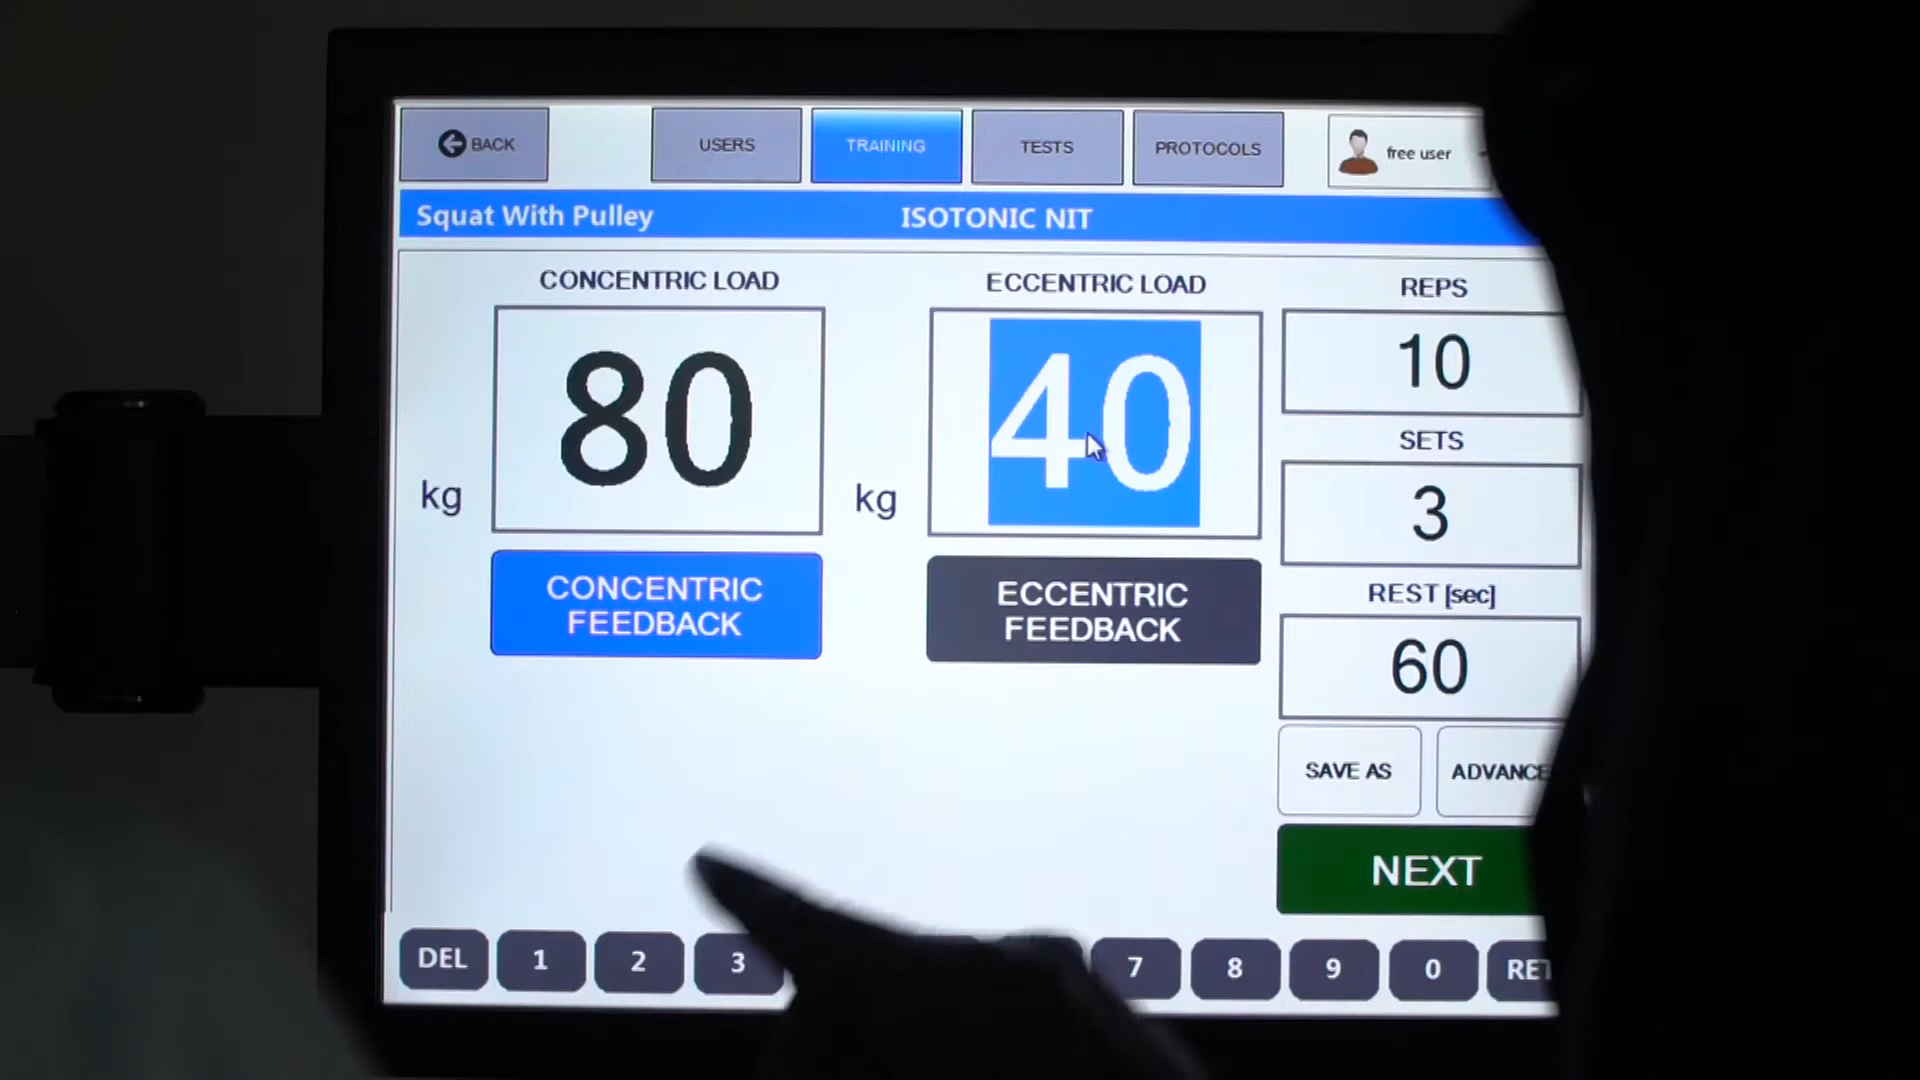 BACK
USERS
TRAINING
TESTS
PROTOCOLS
free user
Squat With Pulley
ISOTONIC NIT
CONCENTRIC LOAD
ECCENTRIC LOAD
REPS
80
40
10
kg
kg
SETS
3
CONCENTRIC
FEEDBACK
ECCENTRIC
FEEDBACK
REST [sec]
60
SAVE AS
NEXT
DEL 1 2 3 7 8 9 0